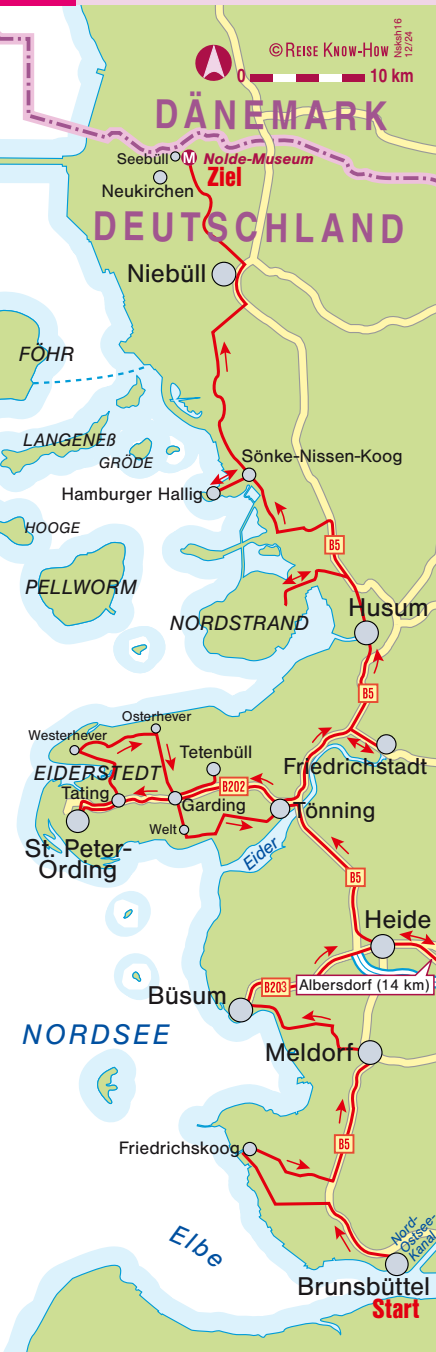 © REISE KNOW-HOW
Nsksh16
12/24
0
10 km
DÄNEMARK
Seebüll
M
Nolde-Museum
Ziel
Neukirchen
DEUTSCHLAND
Niebüll
FÖHR
LANGENEß
GRÖDE
Sönke-Nissen-Koog
Hamburger Hallig
HOOGE
B5
PELLWORM
NORDSTRAND
Husum
B5
Osterhever
Westerhever
Tetenbüll
Friedrichstadt
EIDERSTEDT
B202
Tating
Garding
Tönning
Welt
St. Peter-
Ording
Eider
B5
Heide
B203
Albersdorf (14 km)
Büsum
NORDSEE
Meldorf
B5
Friedrichskoog
Elbe
Nord-
Ostsee-
Kanal
Brunsbüttel
Start